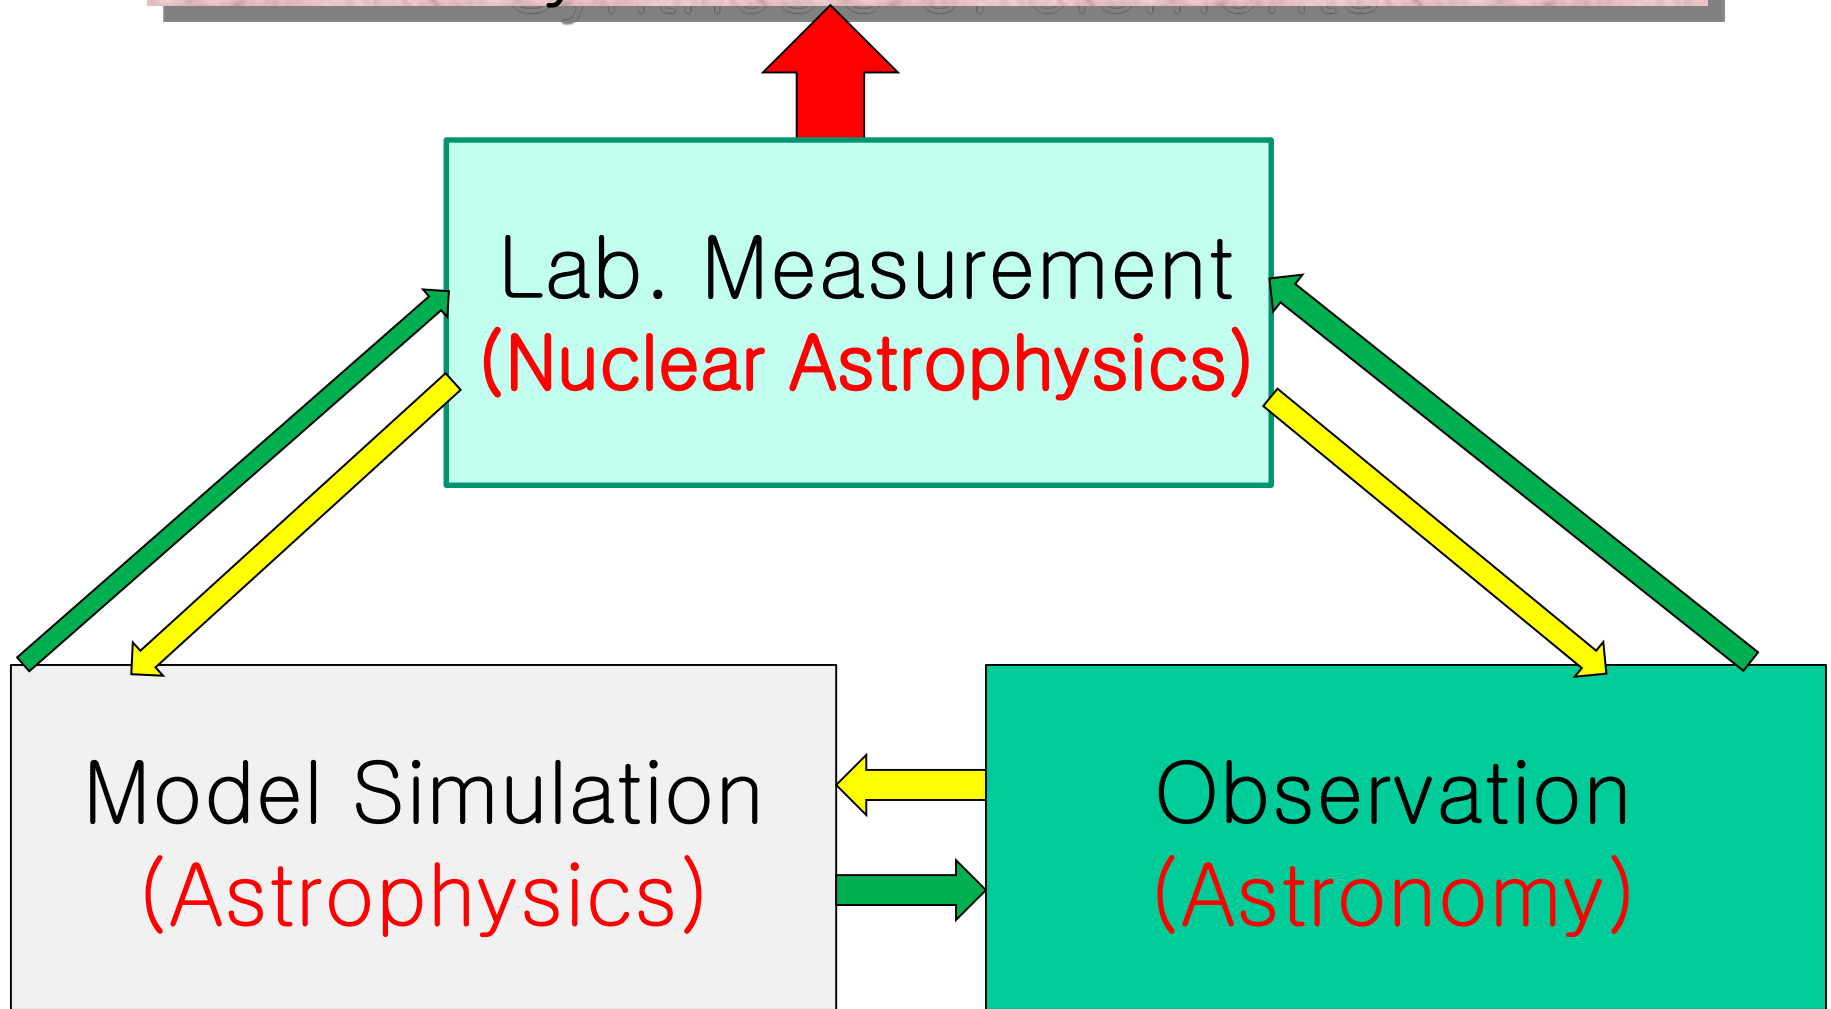 Lab. Measurement
(Nuclear Astrophysics)
Model Simulation
(Astrophysics)
Observation
(Astronomy)